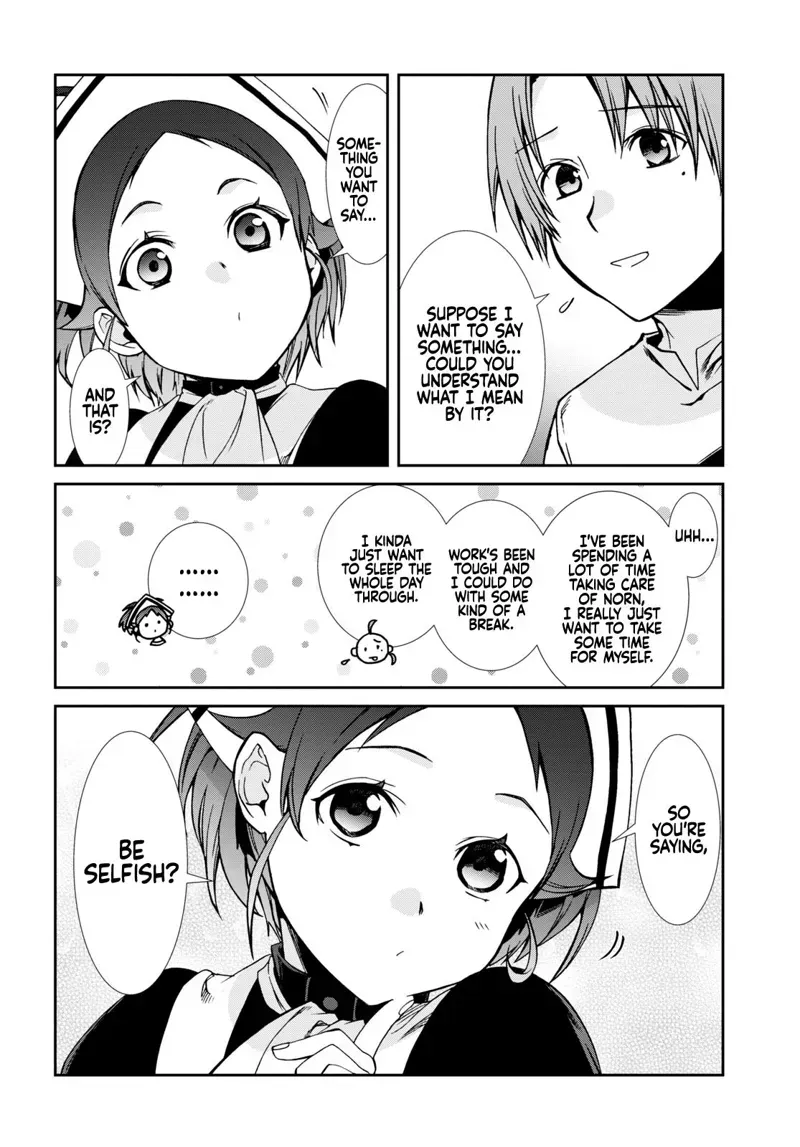 SUPPOSE I
WANT TO SAY
SOMETHING...
COULD YOU
UNDERSTAND
WHAT I MEAN
BY IT?
SOME-
THING YOU
WANT
TO
SAY...
AND
THAT
IS?
UHH...
I'VE BEEN
SPENDING A
LOT OF TIME
TAKING CARE
OF NORN,
I REALLY JUST
WANT TO TAKE
SOME TIME
FOR MYSELF.
WORK'S BEEN
TOUGH AND
I COULD DO
WITH SOME
KIND OF A
BREAK.
I KINDA
JUST WANT
TO SLEEP THE
WHOLE DAY
THROUGH.
......
......
SO
YOU'RE
SAYING,
BE
SELFISH?